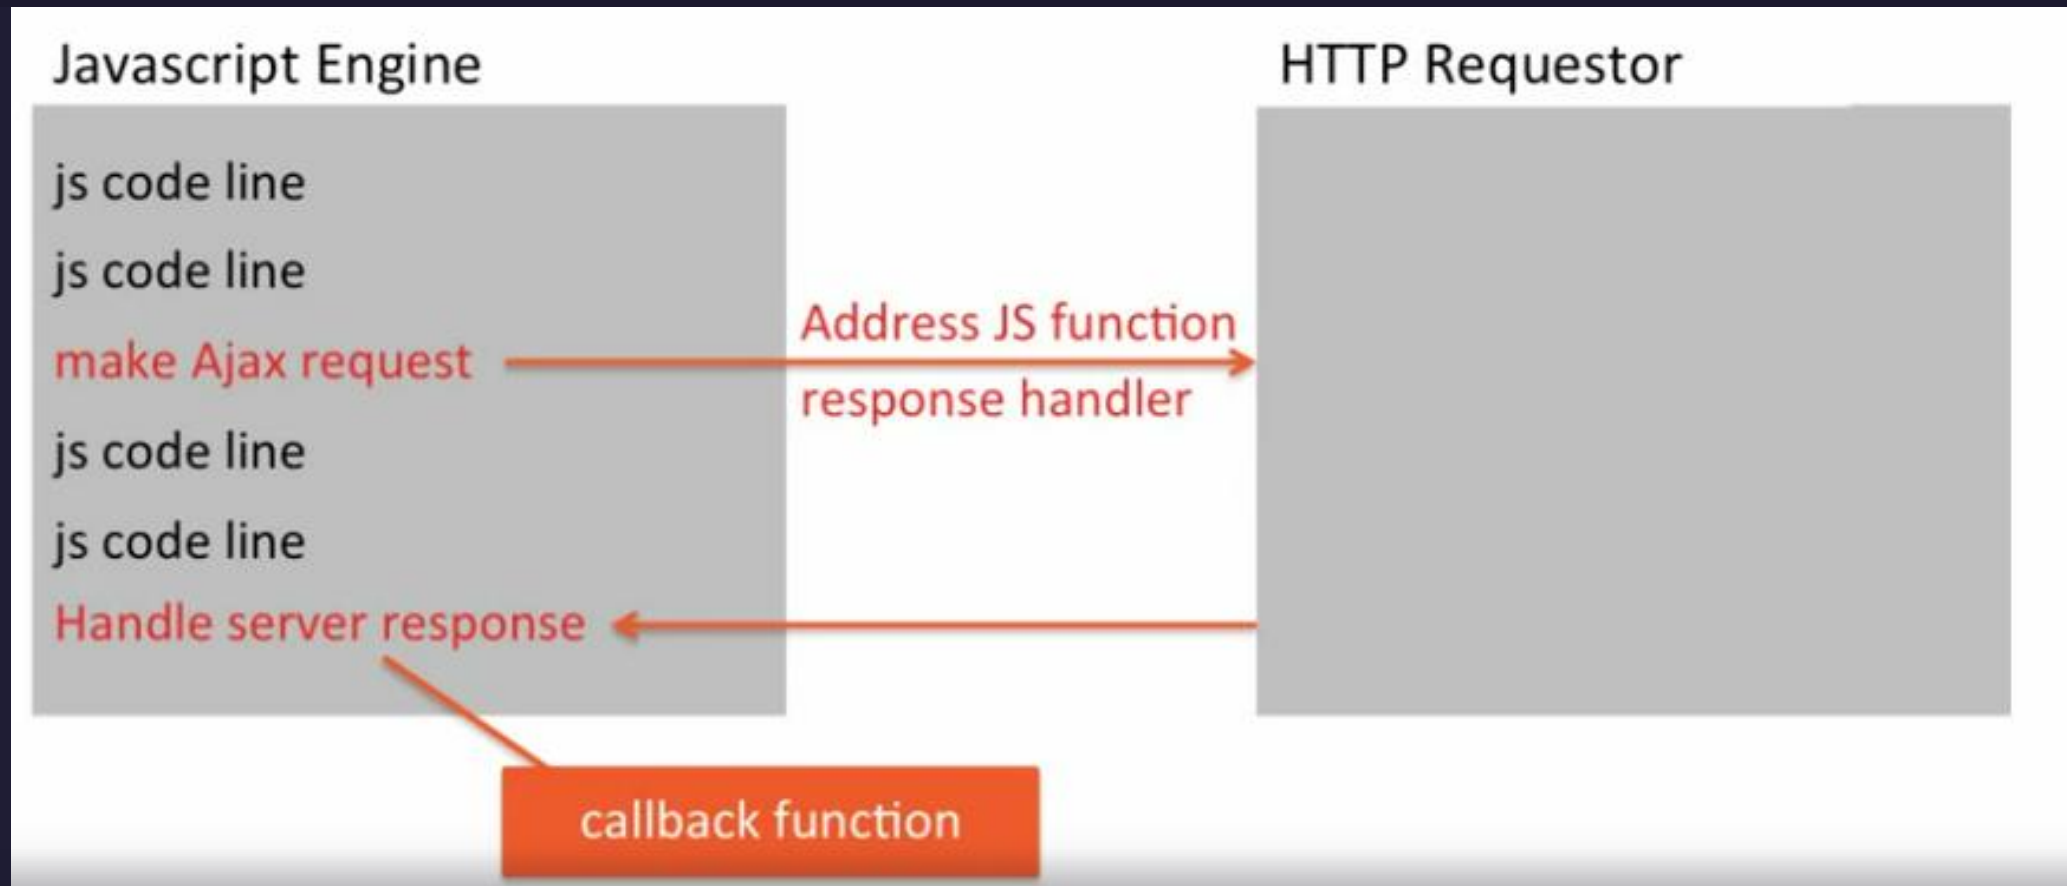 Javascript Engine
HTTP Requestor
js code line
js code line
make Ajax request
Address JS function
response handler
js code line
js code line
Handle server response
callback function